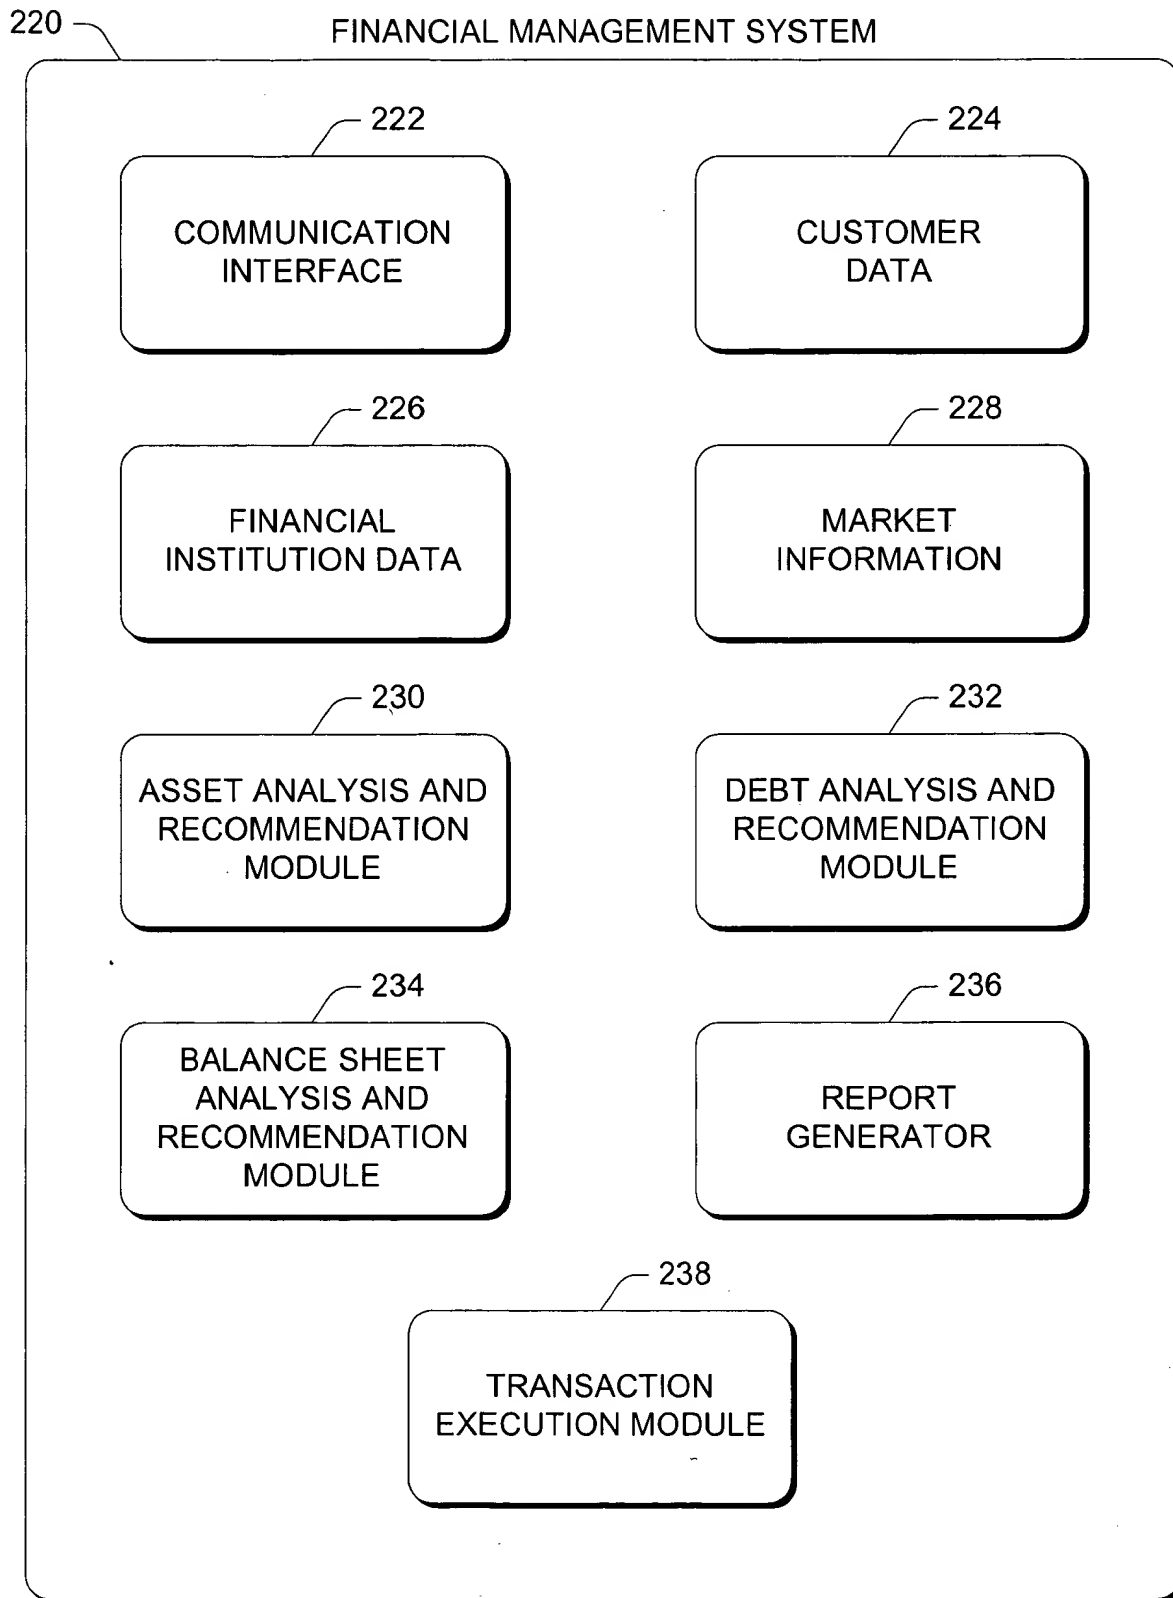 220
FINANCIAL MANAGEMENT SYSTEM
222
224
COMMUNICATION
INTERFACE
CUSTOMER
DATA
226
228
FINANCIAL
INSTITUTION DATA
MARKET
INFORMATION
230
232
ASSET ANALYSIS AND
RECOMMENDATION
MODULE
DEBT ANALYSIS AND
RECOMMENDATION
MODULE
234
236
BALANCE SHEET
ANALYSIS AND
RECOMMENDATION
MODULE
REPORT
GENERATOR
238
TRANSACTION
EXECUTION MODULE